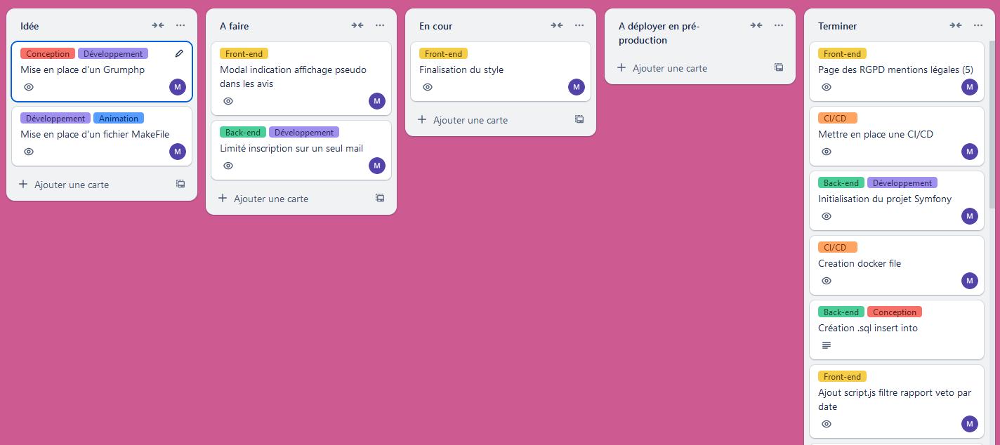 Idée
Conception Développement
Mise en place d'un Grumphp
M
Développement Animation
Mise en place d'un fichier MakeFile
M
Ajouter une carte
A faire
Front-end
Modal indication affichage pseudo
dans les avis
M
Back-end Développement
Limité inscription sur un seul mail
M
Ajouter une carte
En cour
Front-end
Finalisation du style
M
Ajouter une carte
A déployer en pré-
production
Ajouter une carte
Terminer
Front-end
Page des RGPD mentions légales (5)
M
CI/CD
Mettre en place une CI/CD
M
Back-end Développement
Initialisation du projet Symfony
M
CI/CD
Creation docker file
M
Back-end Conception
Création .sql insert into
Front-end
Ajout script.js filtre rapport veto par
date
M